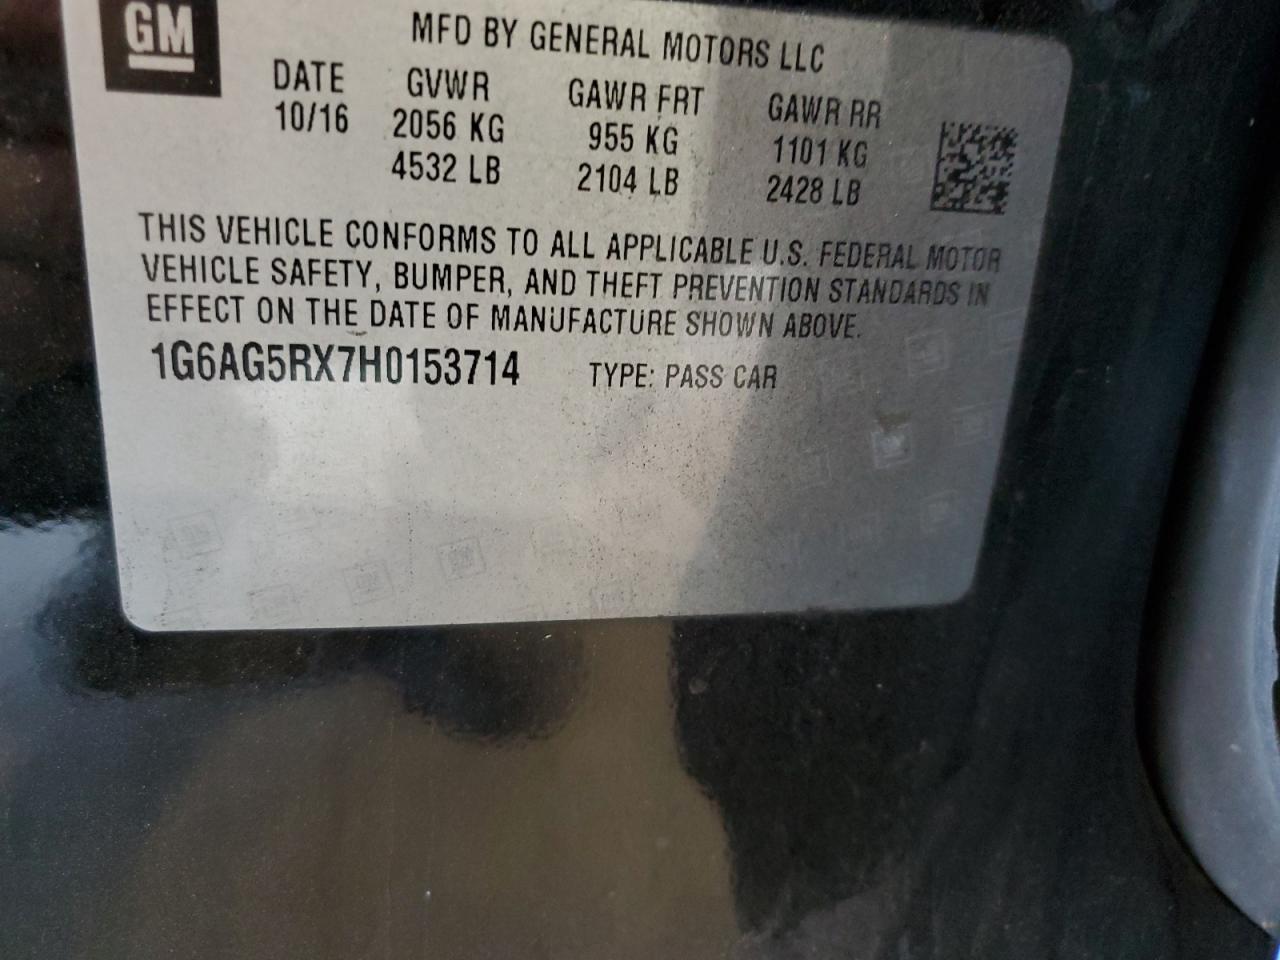 GM
MFD BY GENERAL MOTORS LLC
DATE GVWR GAWR FRT GAWR RR
10/16 2056 KG 955 KG 1101 KG
4532 LB 2104 LB 2428 LB
THIS VEHICLE CONFORMS TO ALL APPLICABLE U.S. FEDERAL MOTOR
VEHICLE SAFETY, BUMPER, AND THEFT PREVENTION STANDARDS IN
EFFECT ON THE DATE OF MANUFACTURE SHOWN ABOVE.
1G6AG5RX7H0153714 TYPE: PASS CAR